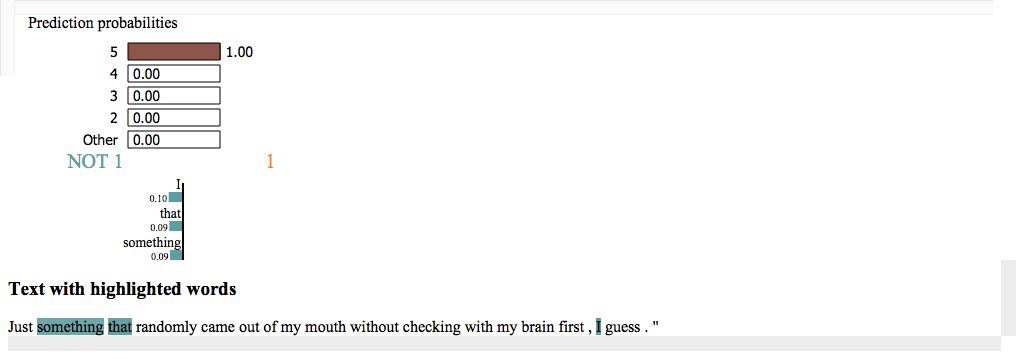 Prediction probabilities
5 1.00
4 0.00
3 0.00
2 0.00
Other 0.00
NOT 1 1
I
0.10
that
0.09
something
0.09
Text with highlighted words
Just something that randomly came out of my mouth without checking with my brain first , I guess . "